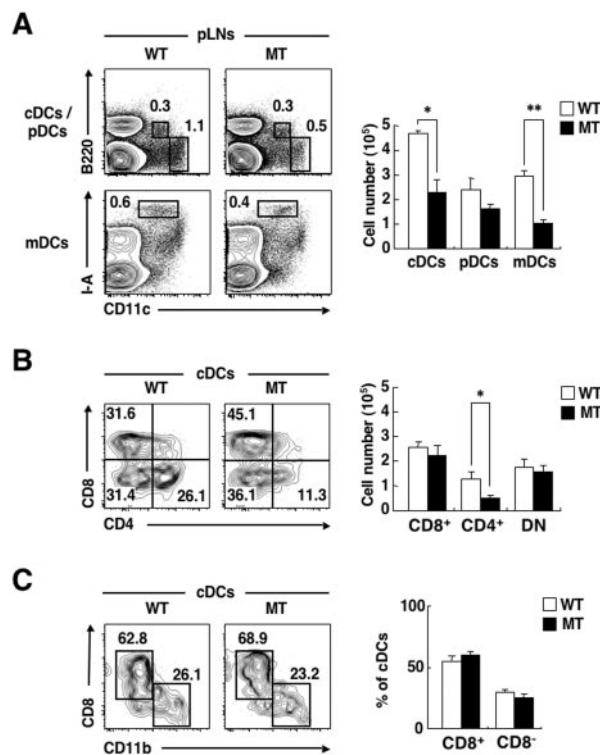 A
pLNs
WT
MT
cDCs /
pDCs
B220
0.3
1.1
0.3
0.5
mDCs
I-A
0.6
0.4
CD11c
Cell number (10⁵)
6
5
4
3
2
1
0
*
**
WT
MT
cDCs pDCs mDCs
B
cDCs
WT
MT
31.6
31.4
26.1
45.1
36.1
11.3
CD8
CD4
Cell number (10⁵)
5
4
3
2
1
0
*
WT
MT
CD8⁺ CD4⁺ DN
C
cDCs
WT
MT
62.8
26.1
68.9
23.2
CD8
CD11b
% of cDCs
100
50
0
WT
MT
CD8⁺ CD8⁻